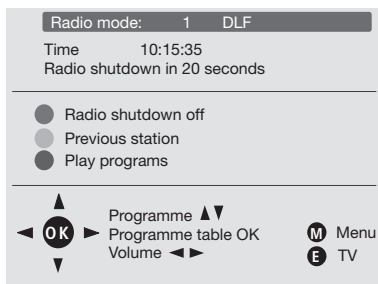 Radio mode: 1 DLF
Time 10:15:35
Radio shutdown in 20 seconds
Radio shutdown off
Previous station
Play programs
OK
Programme ▲▼
Programme table OK
Volume ◄ ►
M Menu
E TV